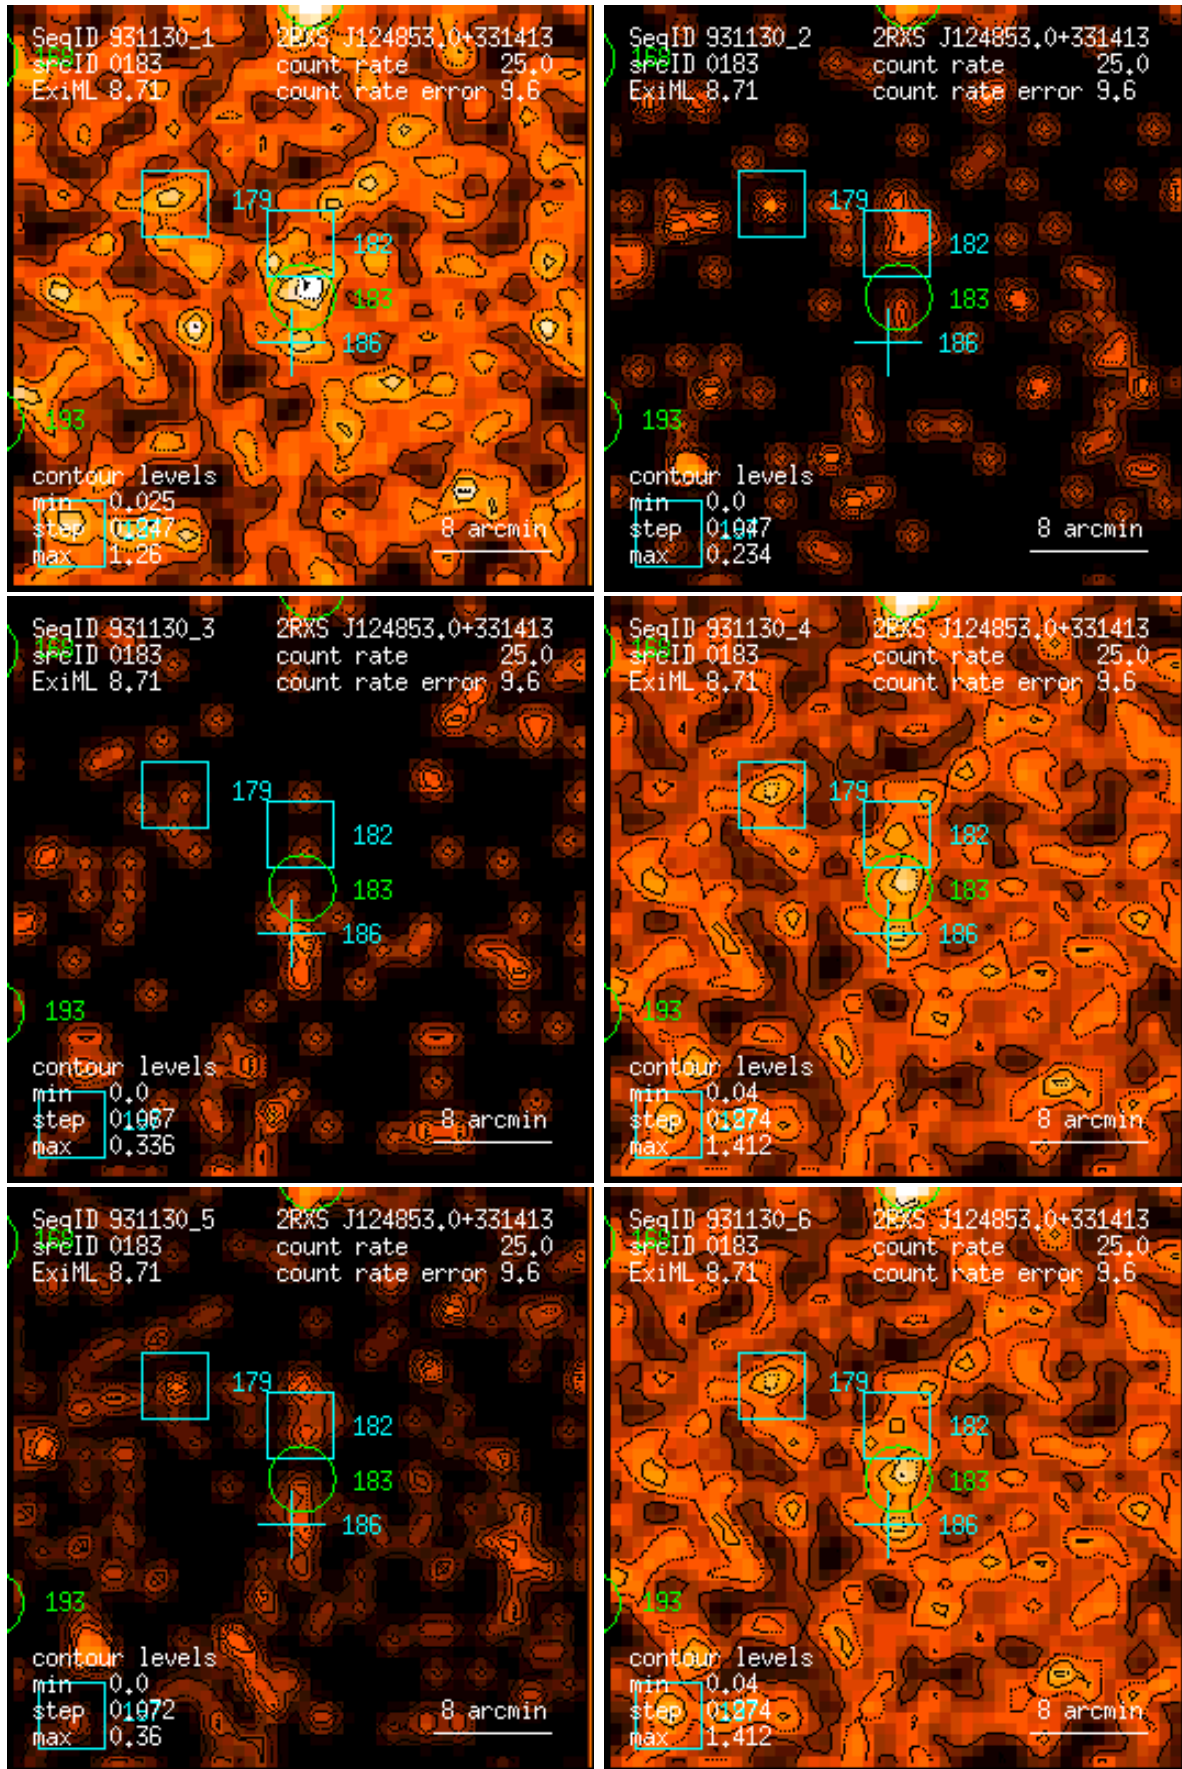 SegID 931130_1 2RXS J124853.0+331413
169
srcID 0183 count rate 25.0
ExiML 8.71 count rate error 9.6
179
182
183
186
193
contour levels
min 0.025
step
max 1.26
8 arcmin
SegID 931130_2 2RXS J124853.0+331413
srcID 0183 count rate 25.0
ExiML 8.71 count rate error 9.6
179
182
183
186
193
contour levels
min 0.0
step
max 0.234
8 arcmin
SegID 931130_3 2RXS J124853.0+331413
srcID 0183 count rate 25.0
ExiML 8.71 count rate error 9.6
179
182
183
186
193
contour levels
min 0.0
step
max 0.336
8 arcmin
SegID 931130_4 2RXS J124853.0+331413
srcID 0183 count rate 25.0
ExiML 8.71 count rate error 9.6
179
182
183
186
193
contour levels
min 0.04
step
max 1.412
8 arcmin
SegID 931130_5 2RXS J124853.0+331413
srcID 0183 count rate 25.0
ExiML 8.71 count rate error 9.6
179
182
183
186
193
contour levels
min 0.0
step
max 0.36
8 arcmin
SegID 931130_6 2RXS J124853.0+331413
srcID 0183 count rate 25.0
ExiML 8.71 count rate error 9.6
179
182
183
186
193
contour levels
min 0.04
step
max 1.412
8 arcmin